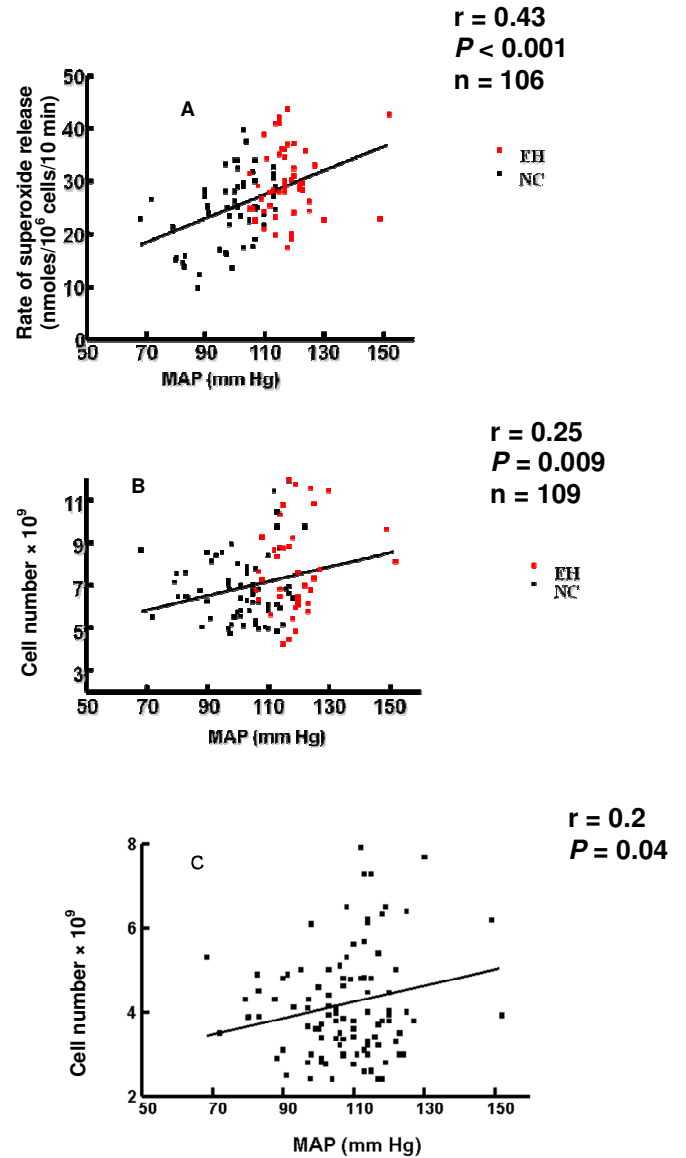 r = 0.43
P < 0.001
n = 106
50
40
30
20
10
0
A
EH
NC
Rate of superoxide release
(nmoles/10⁶ cells/10 min)
50 70 90 110 130 150
MAP (mm Hg)
r = 0.25
P = 0.009
n = 109
11
9
7
5
3
B
EH
NC
Cell number × 10⁹
50 70 90 110 130 150
MAP (mm Hg)
r = 0.2
P = 0.04
8
6
4
2
C
Cell number × 10⁹
50 70 90 110 130 150
MAP (mm Hg)